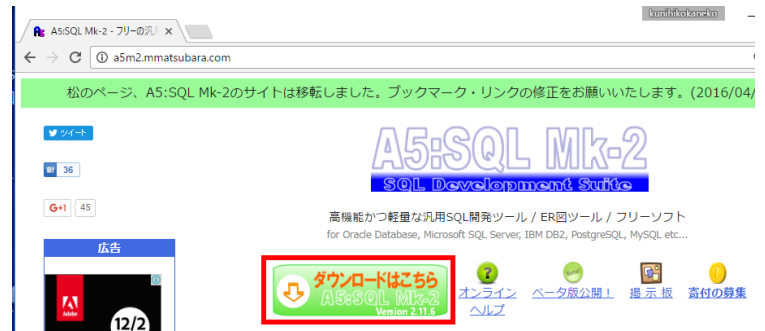 kunihikokaneko
A5:SQL Mk-2 - フリーの汎
a5m2.mmatsubara.com
松のページ、A5:SQL Mk-2のサイトは移転しました。ブックマーク・リンクの修正をお願いいたします。(2016/04/
ツイート
A5:SQL Mk-2
SQL Development Suite
B! 36
G+1 45
高機能かつ軽量な汎用SQL開発ツール / ER図ツール / フリーソフト
for Oracle Database, Microsoft SQL Server, IBM DB2, PostgreSQL, MySQL etc...
広告
ダウンロードはこちら
A5:SQL Mk-2
Version 2.11.6
オンライン
ヘルプ
ベータ版公開！
掲 示 板
寄付の募集
Adobe
12/2